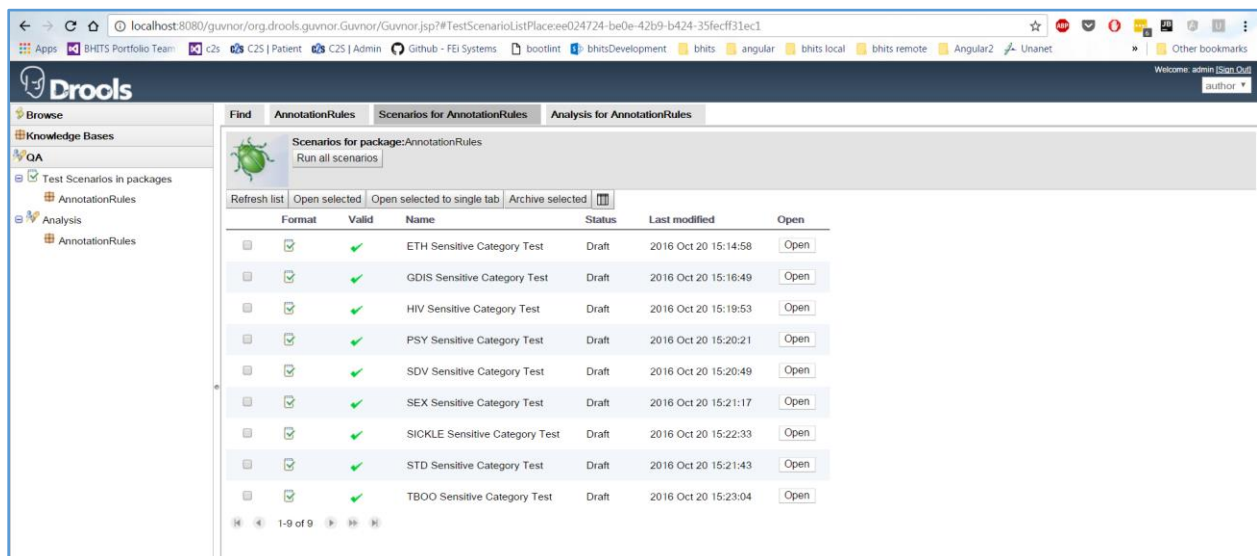 localhost:8080/guvnor/org.drools.guvnor.Guvnor/Guvnor.jsp?#TestScenarioListPlace:ee024724-be0e-42b9-b424-35fecff31ec1
Apps BHITS Portfolio Team c2s C2S | Patient C2S | Admin Github - FEi Systems bootlint bhitsDevelopment bhits angular bhits local bhits remote Angular2 Unanet » Other bookmarks
Drools
Welcome: admin [Sign Out]
author
Browse
Knowledge Bases
QA
Test Scenarios in packages
AnnotationRules
Analysis
AnnotationRules
Find AnnotationRules Scenarios for AnnotationRules Analysis for AnnotationRules
Scenarios for package:AnnotationRules
Run all scenarios
Refresh list Open selected Open selected to single tab Archive selected
Format Valid Name Status Last modified Open
ETH Sensitive Category Test Draft 2016 Oct 20 15:14:58 Open
GDIS Sensitive Category Test Draft 2016 Oct 20 15:16:49 Open
HIV Sensitive Category Test Draft 2016 Oct 20 15:19:53 Open
PSY Sensitive Category Test Draft 2016 Oct 20 15:20:21 Open
SDV Sensitive Category Test Draft 2016 Oct 20 15:20:49 Open
SEX Sensitive Category Test Draft 2016 Oct 20 15:21:17 Open
SICKLE Sensitive Category Test Draft 2016 Oct 20 15:22:33 Open
STD Sensitive Category Test Draft 2016 Oct 20 15:21:43 Open
TBOO Sensitive Category Test Draft 2016 Oct 20 15:23:04 Open
1-9 of 9